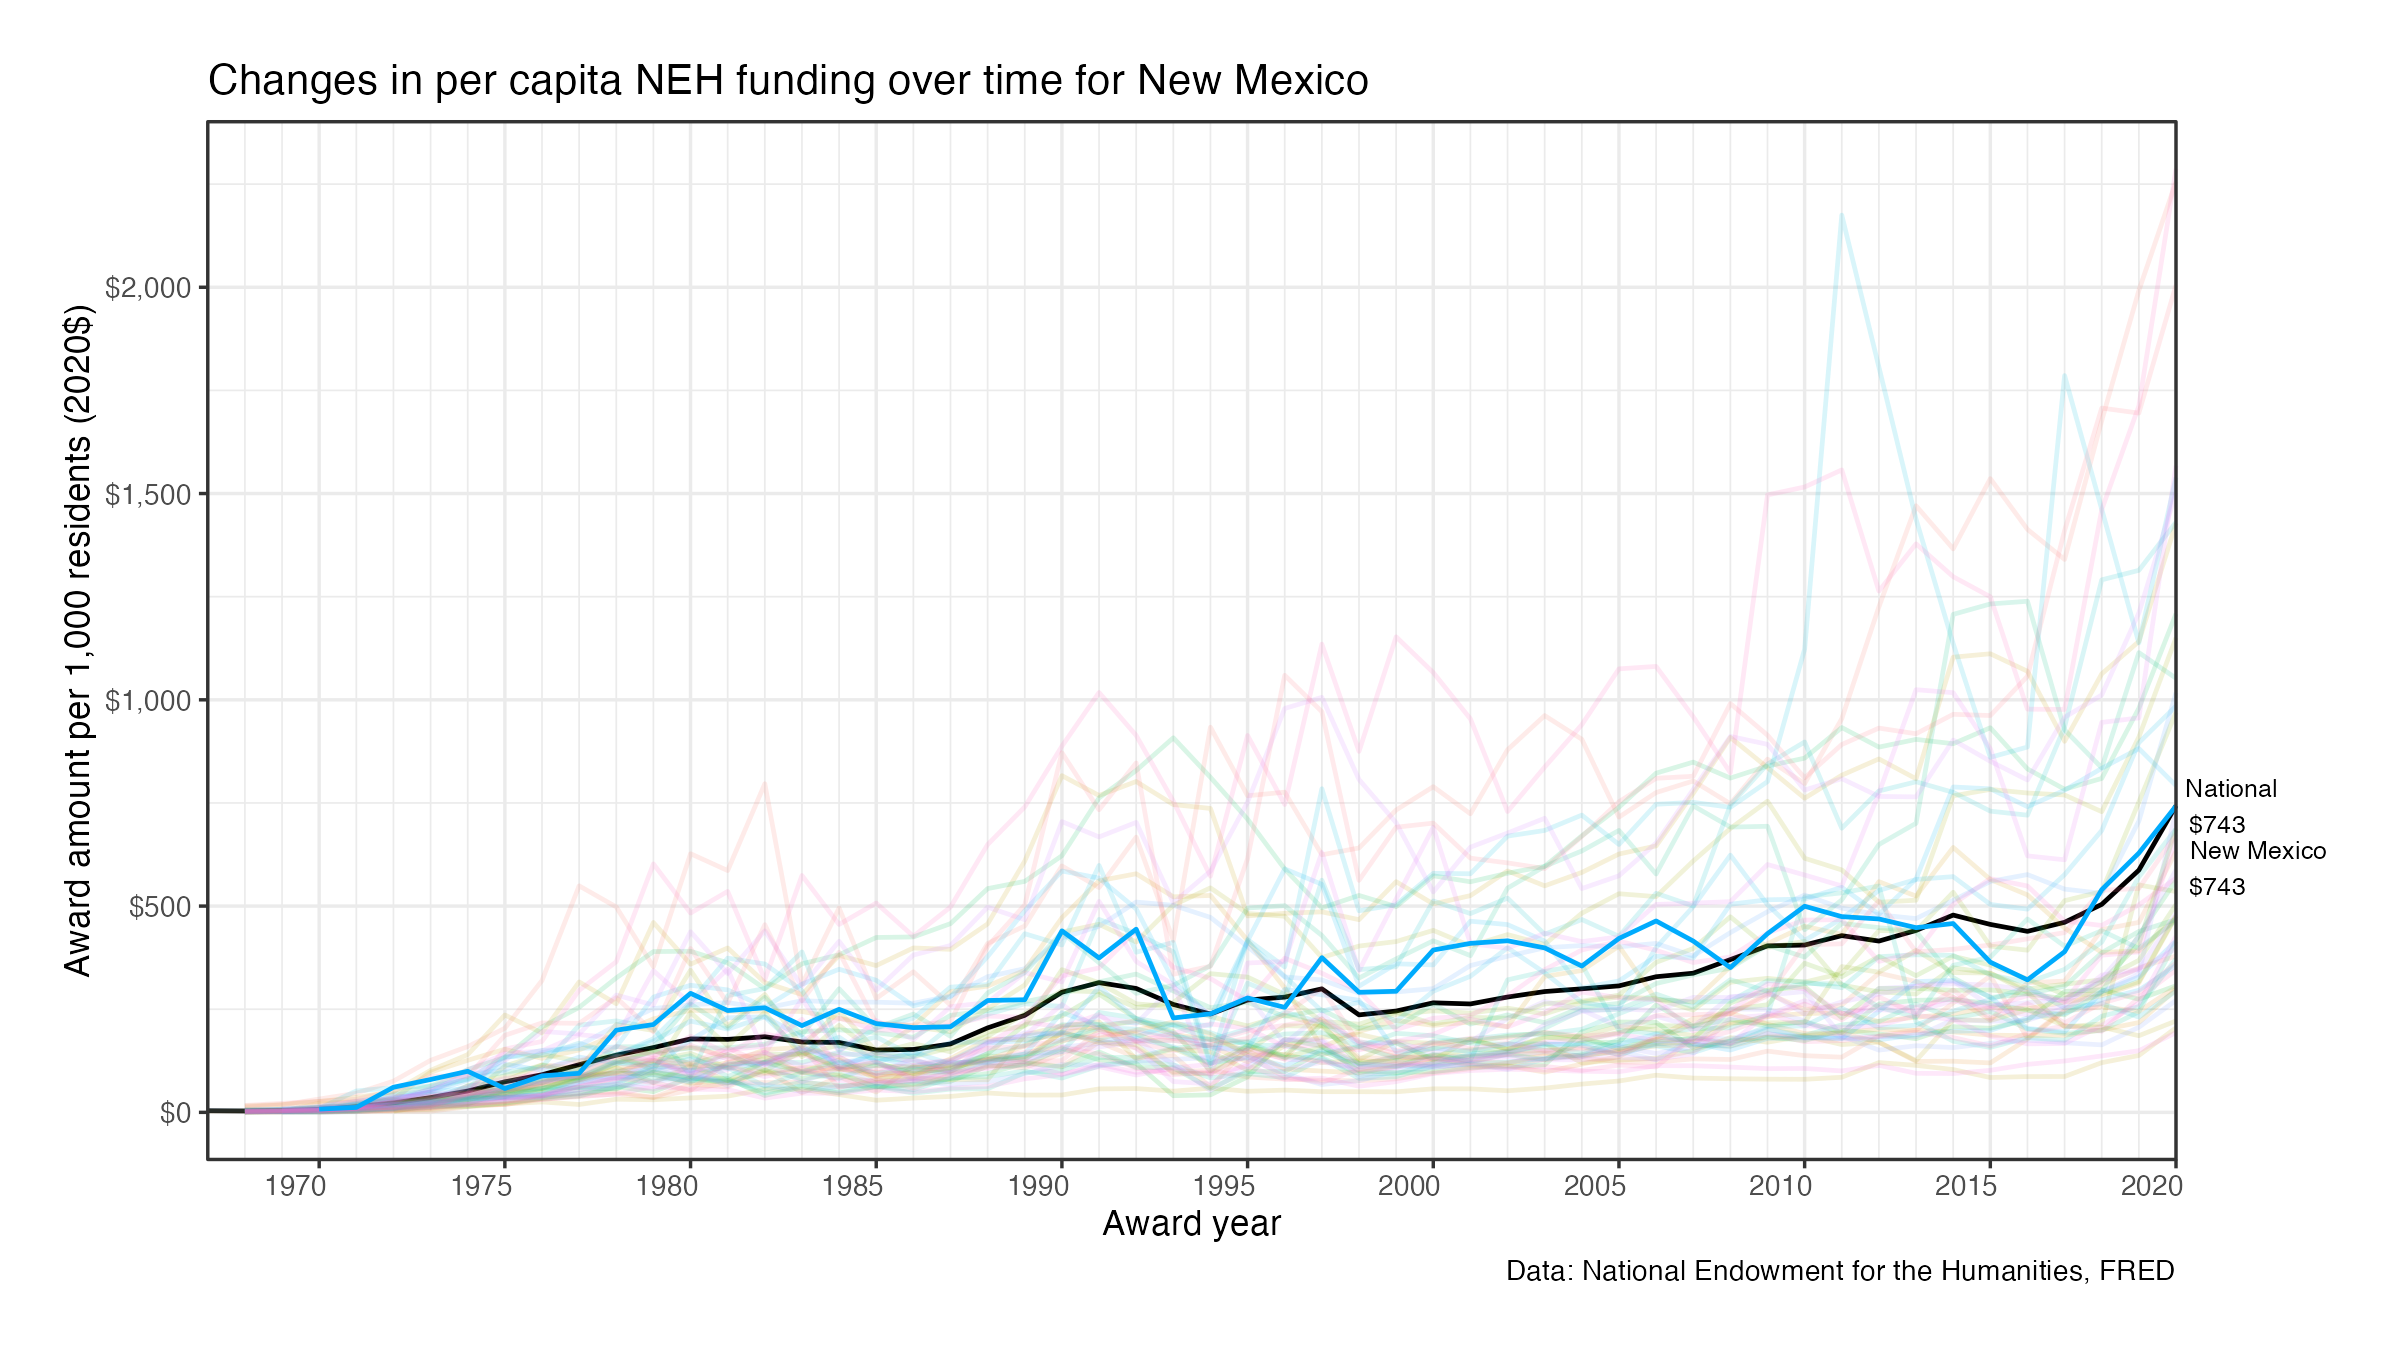 Changes in per capita NEH funding over time for New Mexico
Award amount per 1,000 residents (2020$)
$2,000
$1,500
$1,000
$500
$0
National
$743
New Mexico
$743
1970 1975 1980 1985 1990 1995 2000 2005 2010 2015 2020
Award year
Data: National Endowment for the Humanities, FRED